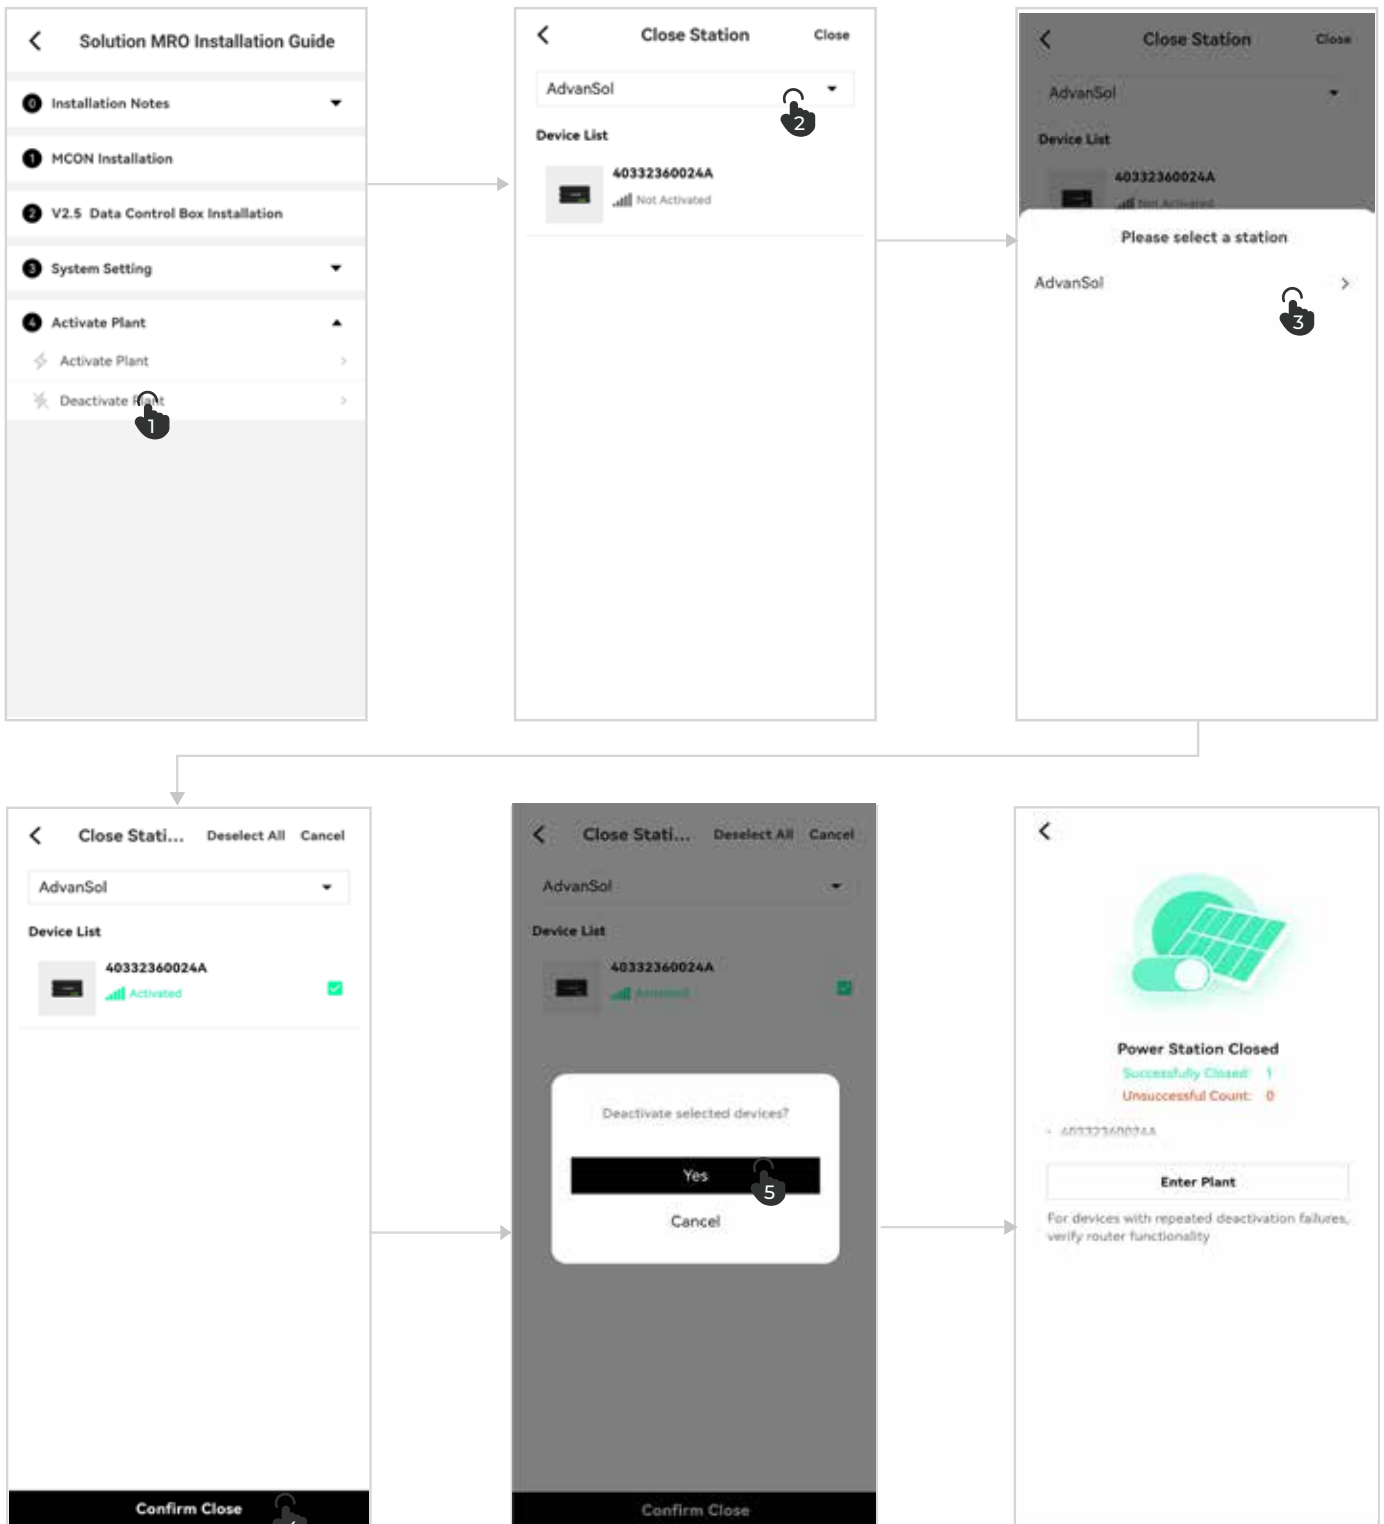 Solution MRO Installation Guide
0 Installation Notes
1 MCON Installation
2 V2.5 Data Control Box Installation
3 System Setting
4 Activate Plant
Activate Plant
Deactivate Plant
1
Close Station Close
AdvanSol
2
Device List
40332360024A
Not Activated
Close Station Close
AdvanSol
Device List
40332360024A
Not Activated
Please select a station
AdvanSol
3
Close Stati... Deselect All Cancel
AdvanSol
Device List
40332360024A
Activated
Confirm Close
Close Stati... Deselect All Cancel
AdvanSol
Device List
40332360024A
Activated
Deactivate selected devices?
Yes
5
Cancel
Confirm Close
Power Station Closed
Successfully Closed: 1
Unsuccessful Count: 0
- 40332360024A
Enter Plant
For devices with repeated deactivation failures,
verify router functionality